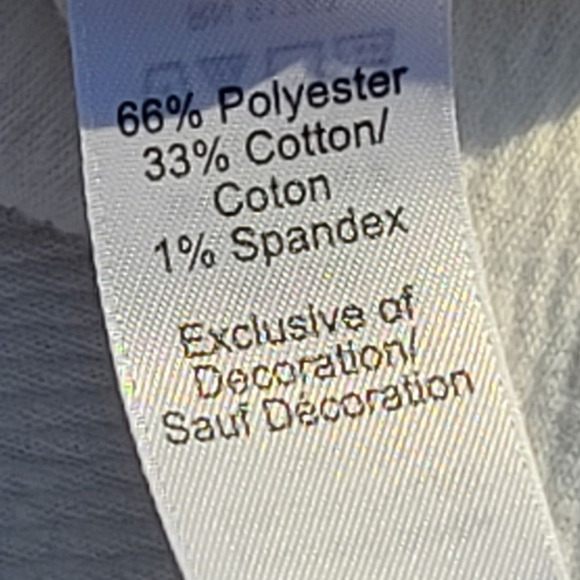 66% Polyester
33% Cotton/
Coton
1% Spandex
Exclusive of
Decoration/
Sauf Décoration